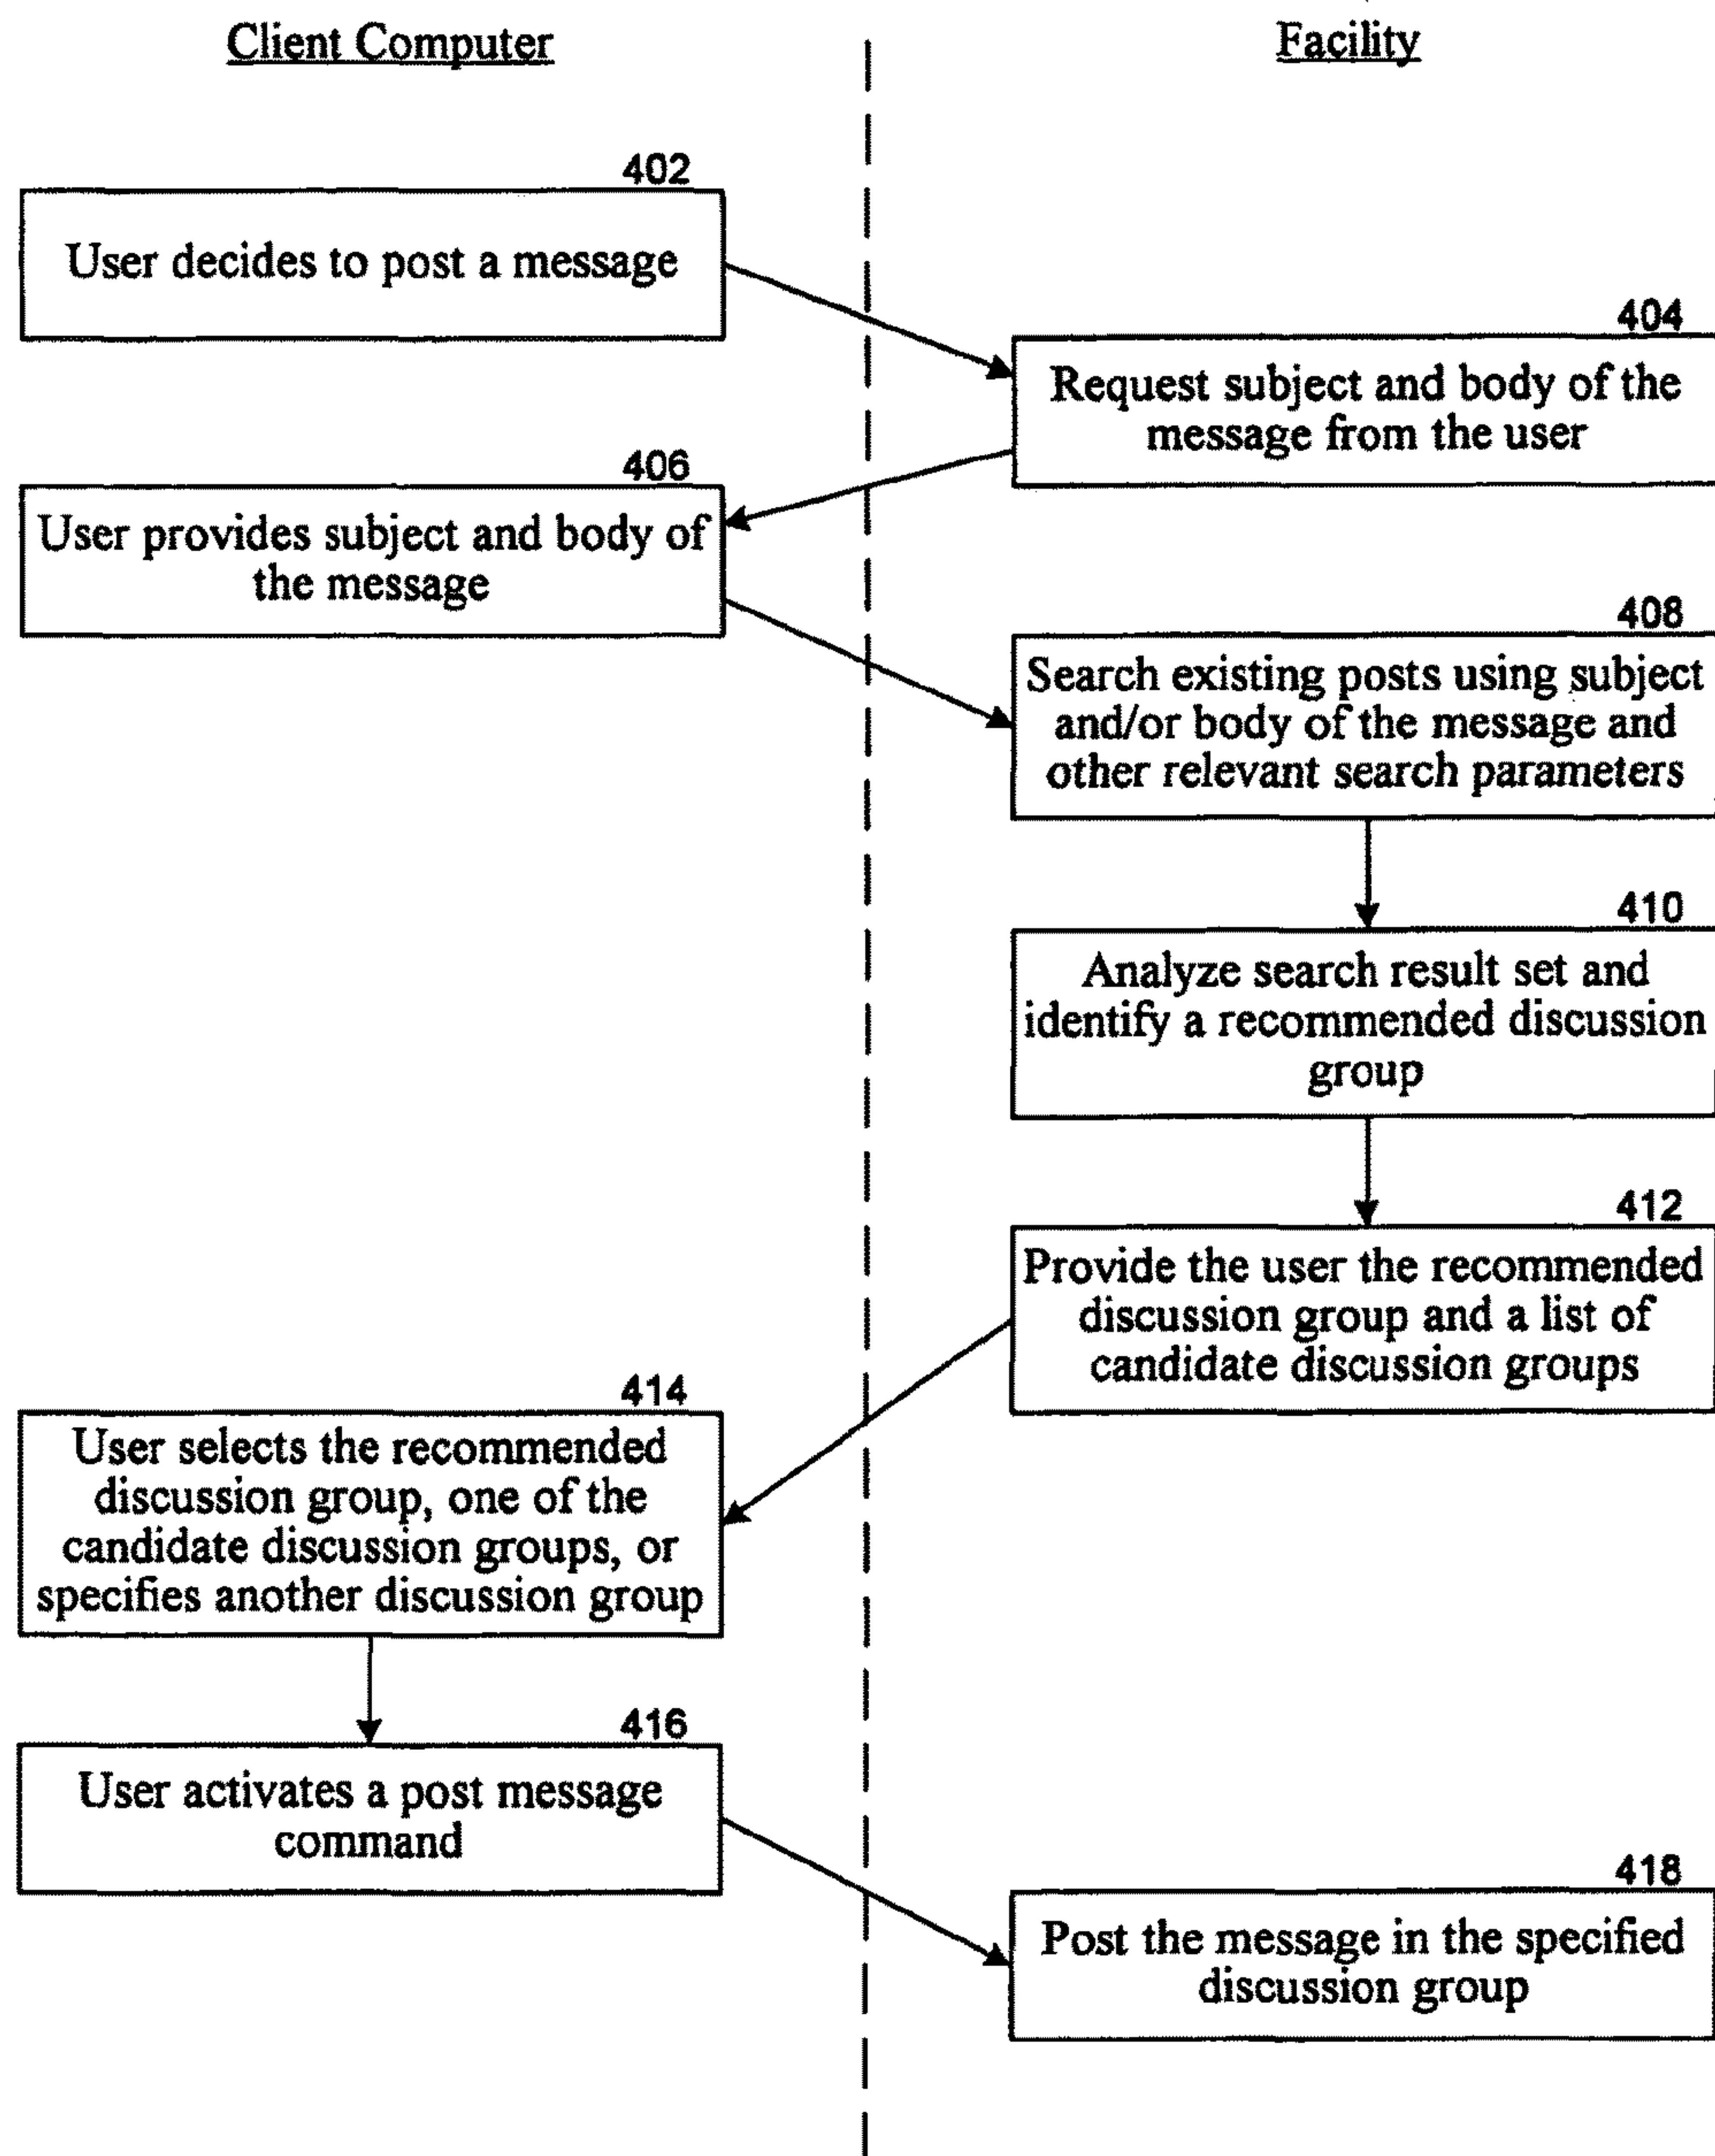 Client Computer
Facility
402
User decides to post a message
404
Request subject and body of the
message from the user
406
User provides subject and body of
the message
408
Search existing posts using subject
and/or body of the message and
other relevant search parameters
410
Analyze search result set and
identify a recommended discussion
group
412
Provide the user the recommended
discussion group and a list of
candidate discussion groups
414
User selects the recommended
discussion group, one of the
candidate discussion groups, or
specifies another discussion group
416
User activates a post message
command
418
Post the message in the specified
discussion group